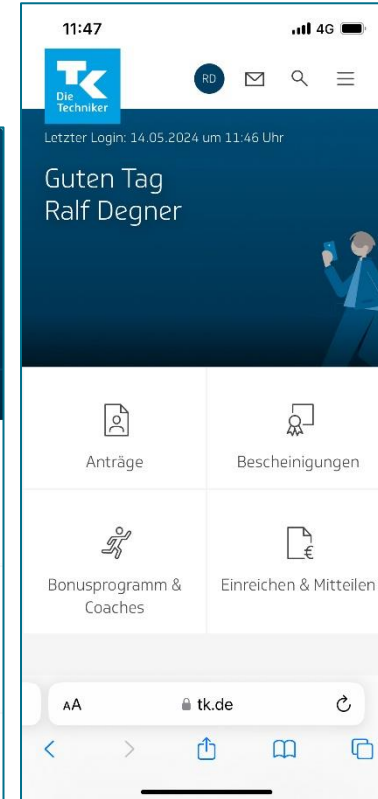 11:47
4G
TK
Die
Techniker
RD
Letzter Login: 14.05.2024 um 11:46 Uhr
Guten Tag
Ralf Degner
Anträge
Bescheinigungen
Bonusprogramm &
Coaches
Einreichen & Mitteilen
AA
tk.de